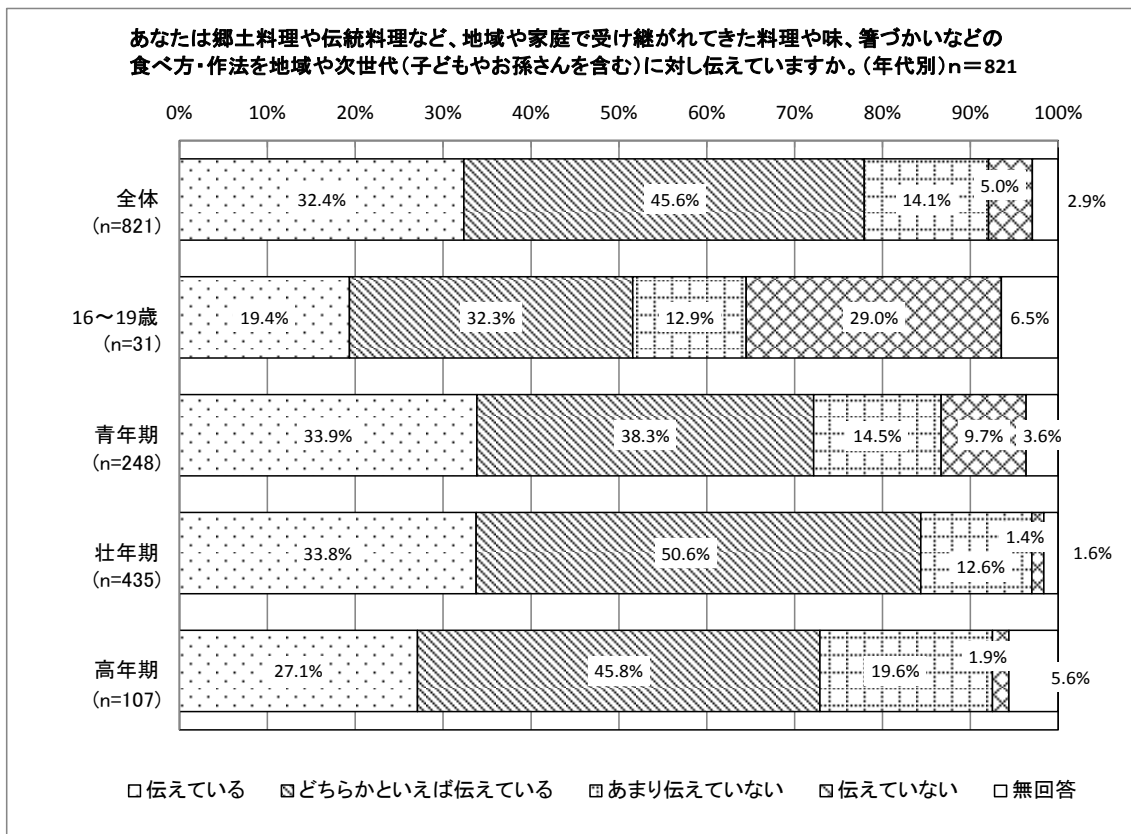 あなたは郷土料理や伝統料理など、地域や家庭で受け継がれてきた料理や味、箸づかいなどの
食べ方・作法を地域や次世代(子どもやお孫さんを含む)に対し伝えていますか。(年代別)n=821
0% 10% 20% 30% 40% 50% 60% 70% 80% 90% 100%
全体
(n=821)
32.4% 45.6% 14.1% 5.0% 2.9%
16～19歳
(n=31)
19.4% 32.3% 12.9% 29.0% 6.5%
青年期
(n=248)
33.9% 38.3% 14.5% 9.7% 3.6%
壮年期
(n=435)
33.8% 50.6% 12.6% 1.4% 1.6%
高年期
(n=107)
27.1% 45.8% 19.6% 1.9% 5.6%
伝えている どちらかといえば伝えている あまり伝えていない 伝えていない 無回答